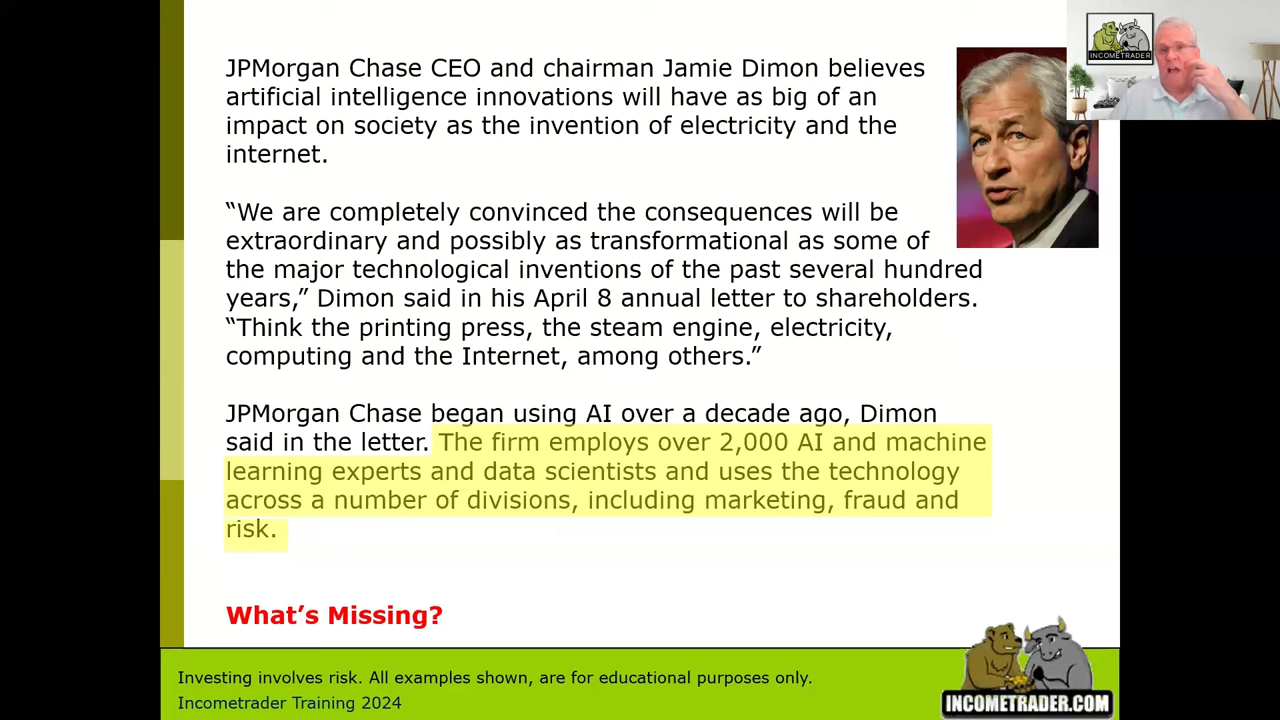 JPMorgan Chase CEO and chairman Jamie Dimon believes
artificial intelligence innovations will have as big of an
impact on society as the invention of electricity and the
internet.
“We are completely convinced the consequences will be
extraordinary and possibly as transformational as some of
the major technological inventions of the past several hundred
years,” Dimon said in his April 8 annual letter to shareholders.
“Think the printing press, the steam engine, electricity,
computing and the Internet, among others.”
JPMorgan Chase began using AI over a decade ago, Dimon
said in the letter. The firm employs over 2,000 AI and machine
learning experts and data scientists and uses the technology
across a number of divisions, including marketing, fraud and
risk.
What’s Missing?
Investing involves risk. All examples shown, are for educational purposes only.
Incometrader Training 2024
INCOMETRADER.COM
INCOMETRADER